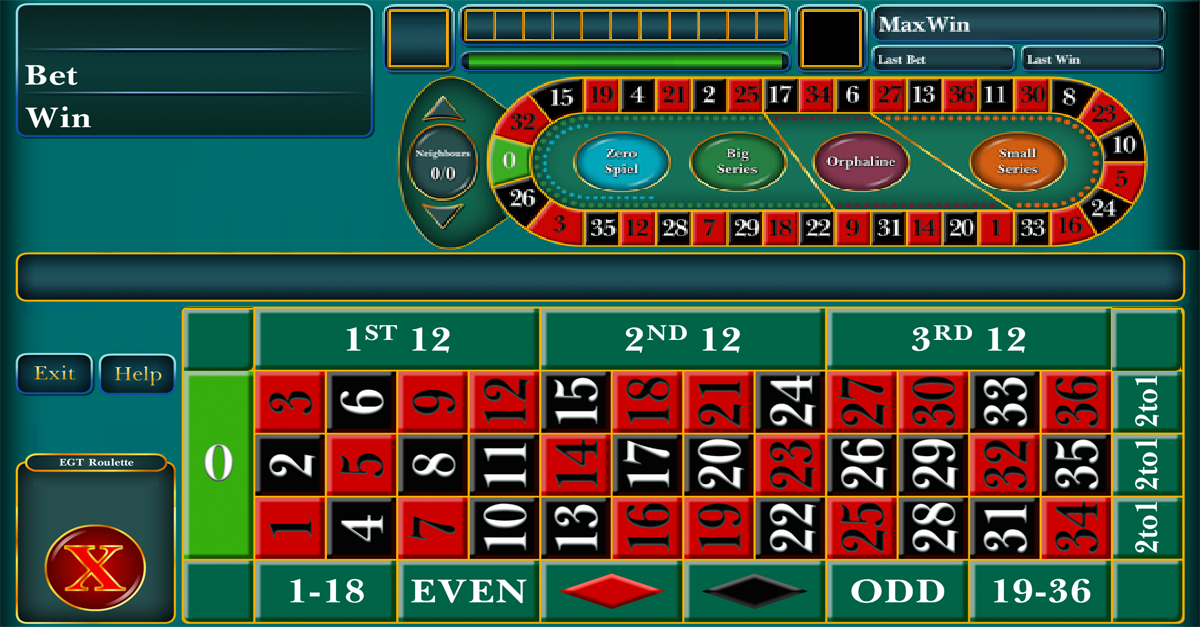 MaxWin
Bet
Last Bet Last Win
Win
15 19 4 21 2 25 17 34 6 27 13 36 11 30 8
32 23
Neighbours
0/0
0 Zero Spiel Big Series Orphaline Small Series 10
5
26 24
3 35 12 28 7 29 18 22 9 31 14 20 1 33 16
1ST 12 2ND 12 3RD 12
Exit Help
3 6 9 12 15 18 21 24 27 30 33 36 2to1
0 2 5 8 11 14 17 20 23 26 29 32 35 2to1
EGT Roulette
1 4 7 10 13 16 19 22 25 28 31 34 2to1
X
1-18 EVEN ODD 19-36